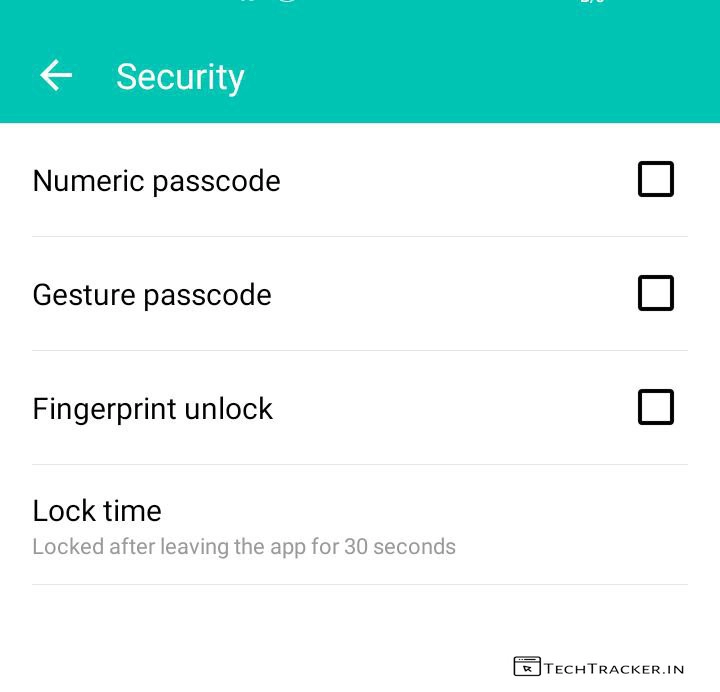 Security
Numeric passcode
Gesture passcode
Fingerprint unlock
Lock time
Locked after leaving the app for 30 seconds
TECHTRACKER.IN